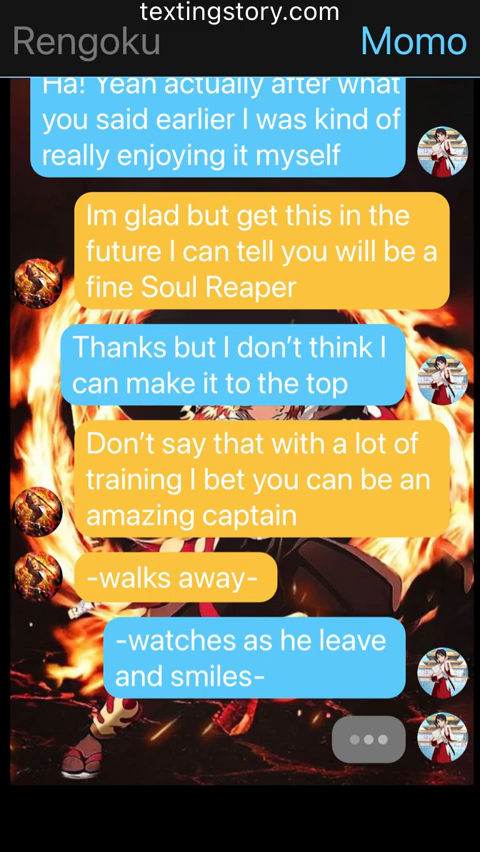 textingstory.com
Rengoku
Momo
Ha! Yeah actually after what
you said earlier I was kind of
really enjoying it myself
Im glad but get this in the
future I can tell you will be a
fine Soul Reaper
Thanks but I don’t think I
can make it to the top
Don’t say that with a lot of
training I bet you can be an
amazing captain
-walks away-
-watches as he leave
and smiles-